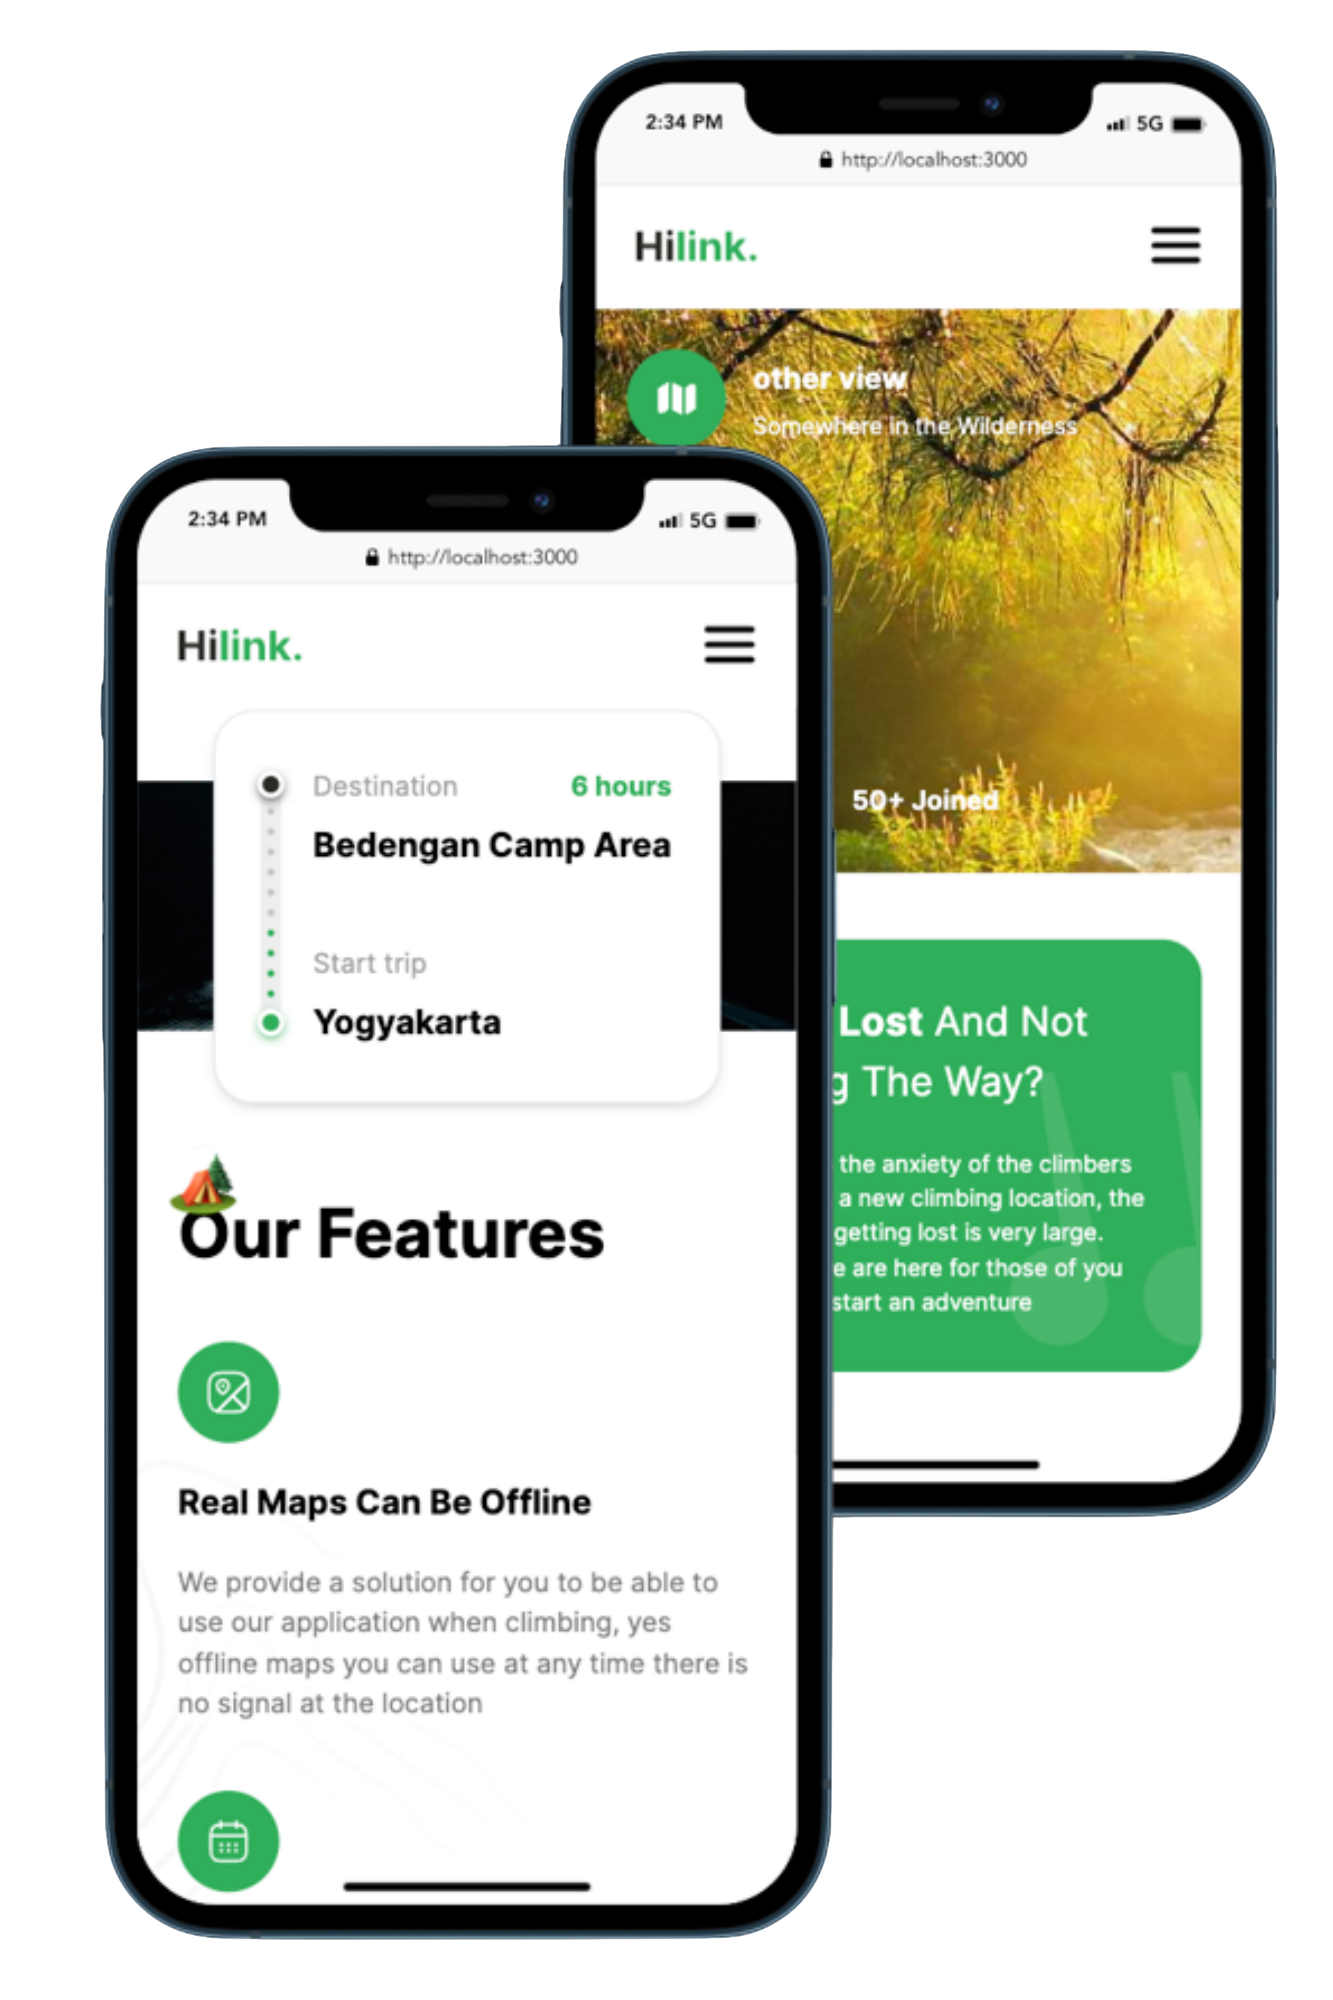 2:34 PM
5G
http://localhost:3000
Hilink.
other view
Somewhere in the Wilderness
50+ Joined
Lost And Not
g The Way?
the anxiety of the climbers
a new climbing location, the
getting lost is very large.
e are here for those of you
start an adventure
2:34 PM
5G
http://localhost:3000
Hilink.
Destination
6 hours
Bedengan Camp Area
Start trip
Yogyakarta
Our Features
Real Maps Can Be Offline
We provide a solution for you to be able to
use our application when climbing, yes
offline maps you can use at any time there is
no signal at the location